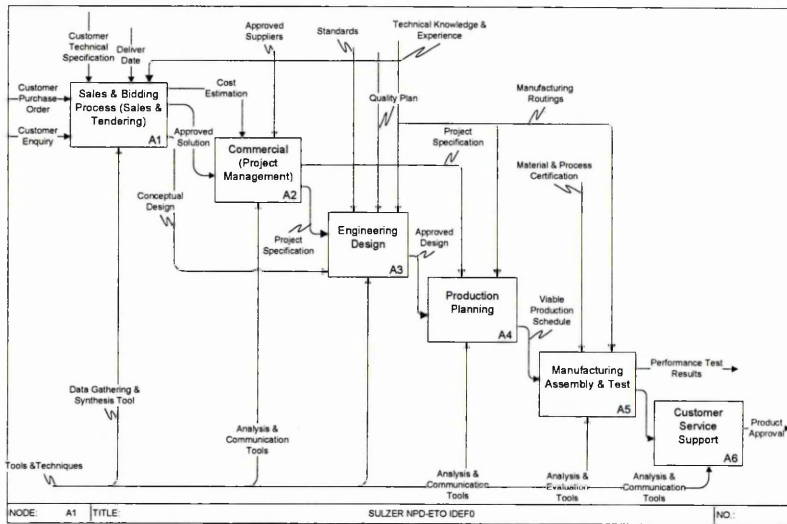 Customer
Technical
Specification
Deliver
Date
Approved
Suppliers
Standards
Technical Knowledge &
Experience
Customer
Purchase
Order
Customer
Enquiry
Sales & Bidding
Process (Sales &
Tendering)
A1
Cost
Estimation
Approved
Solution
Quality Plan
Manufacturing
Routings
Commercial
(Project
Management)
A2
Project
Specification
Material & Process
Certification
Conceptual
Design
Project
Specification
Engineering
Design
A3
Approved
Design
Production
Planning
A4
Viable
Production
Schedule
Manufacturing
Assembly & Test
A5
Performance Test
Results
Customer
Service
Support
A6
Product
Approval
Data Gathering &
Synthesis Tool
Analysis &
Communication
Tools
Tools &Techniques
Analysis &
Communication
Tools
Analysis &
Evaluation
Tools
Analysis &
Communication
Tools
NODE: A1 TITLE: SULZER NPD-ETO IDEF0 NO.: